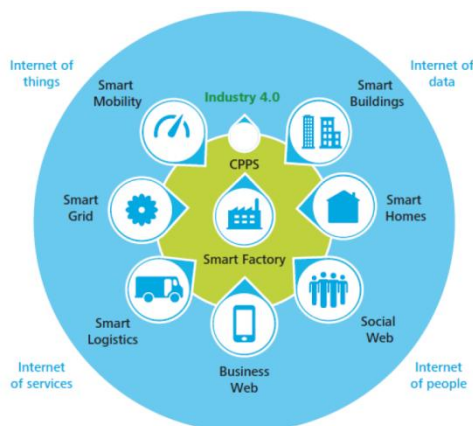 Internet of
things
Internet of
data
Smart
Mobility
Industry 4.0
Smart
Buildings
CPPS
Smart
Grid
Smart
Homes
Smart Factory
Smart
Logistics
Social
Web
Business
Web
Internet
of services
Internet
of people